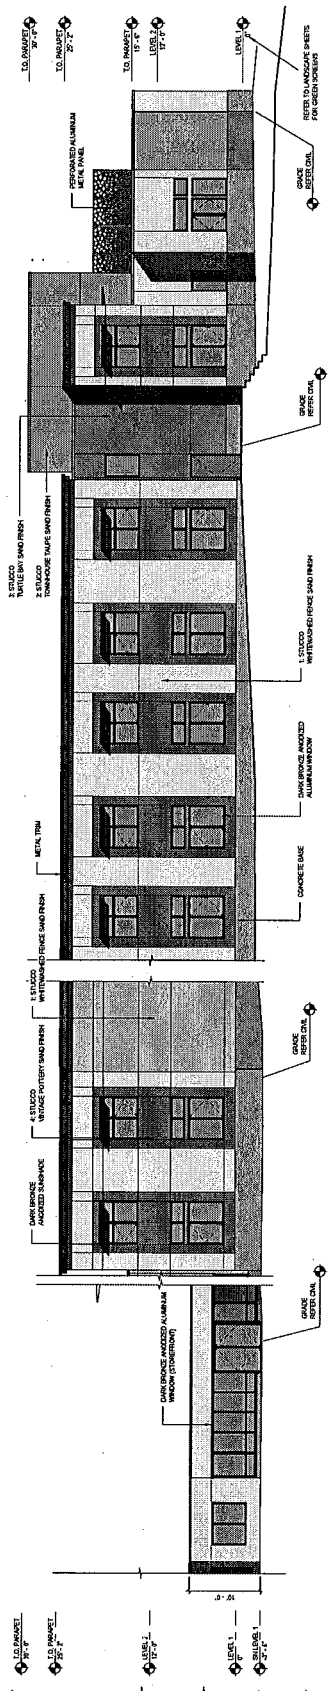 T.O. PARAPET
30' - 0"
T.O. PARAPET
25' - 2"
LEVEL 2
12' - 0"
LEVEL 1
0"
SN LEVEL 1
10' - 0"
DARK BRONZE ANODIZED ALUMINUM
WINDOW (STOREFRONT)
GRADE
REFER CIVIL
DARK BRONZE
ANODIZED SUNSHADE
4: STUCCO
VINTAGE POTTERY SAND FINISH
1: STUCCO
WHITEWASHED FENCE SAND FINISH
GRADE
REFER CIVIL
METAL TRIM
CONCRETE BASE
DARK BRONZE ANODIZED
ALUMINUM WINDOW
1: STUCCO
WHITEWASHED FENCE SAND FINISH
3: STUCCO
TURTLE BAY SAND FINISH
2: STUCCO
TOWNHOUSE TAUPE SAND FINISH
GRADE
REFER CIVIL
PERFORATED ALUMINUM
METAL PANEL
GRADE
REFER CIVIL
REFER TO LANDSCAPE SHEETS
FOR GREEN SCREENS
T.O. PARAPET
30' - 0"
T.O. PARAPET
25' - 2"
T.O. PARAPET
15' - 6"
LEVEL 2
12' - 0"
LEVEL 1
0"